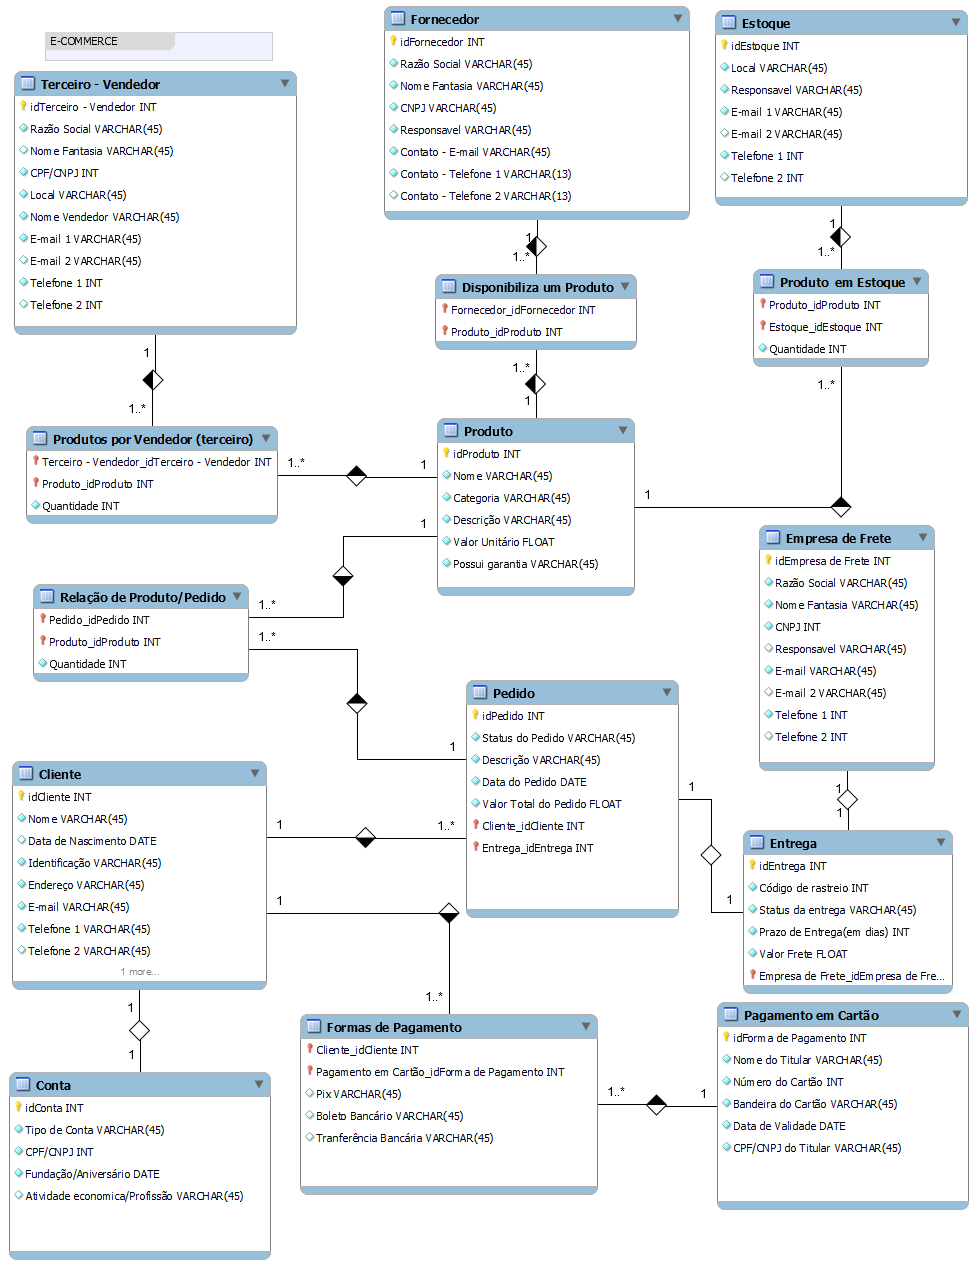 E-COMMERCE
Terceiro - Vendedor
idTerceiro - Vendedor INT
Razão Social VARCHAR(45)
Nome Fantasia VARCHAR(45)
CPF/CNPJ INT
Local VARCHAR(45)
Nome Vendedor VARCHAR(45)
E-mail 1 VARCHAR(45)
E-mail 2 VARCHAR(45)
Telefone 1 INT
Telefone 2 INT
Fornecedor
idFornecedor INT
Razão Social VARCHAR(45)
Nome Fantasia VARCHAR(45)
CNPJ VARCHAR(45)
Responsavel VARCHAR(45)
Contato - E-mail VARCHAR(45)
Contato - Telefone 1 VARCHAR(13)
Contato - Telefone 2 VARCHAR(13)
Estoque
idEstoque INT
Local VARCHAR(45)
Responsavel VARCHAR(45)
E-mail 1 VARCHAR(45)
E-mail 2 VARCHAR(45)
Telefone 1 INT
Telefone 2 INT
1
1..*
1
1..*
Disponibiliza um Produto
Fornecedor_idFornecedor INT
Produto_idProduto INT
Produto em Estoque
Produto_idProduto INT
Estoque_idEstoque INT
Quantidade INT
1
1..*
1..*
1
1..*
Produtos por Vendedor (terceiro)
Terceiro - Vendedor_idTerceiro - Vendedor INT
Produto_idProduto INT
Quantidade INT
1..*
1
Produto
idProduto INT
Nome VARCHAR(45)
Categoria VARCHAR(45)
Descrição VARCHAR(45)
Valor Unitário FLOAT
Possui garantia VARCHAR(45)
1
1
1..*
Relação de Produto/Pedido
Pedido_idPedido INT
Produto_idProduto INT
Quantidade INT
1..*
1
Empresa de Frete
idEmpresa de Frete INT
Razão Social VARCHAR(45)
Nome Fantasia VARCHAR(45)
CNPJ INT
Responsavel VARCHAR(45)
E-mail VARCHAR(45)
E-mail 2 VARCHAR(45)
Telefone 1 INT
Telefone 2 INT
Pedido
idPedido INT
Status do Pedido VARCHAR(45)
Descrição VARCHAR(45)
Data do Pedido DATE
Valor Total do Pedido FLOAT
Cliente_idCliente INT
Entrega_idEntrega INT
Cliente
idCliente INT
Nome VARCHAR(45)
Data de Nascimento DATE
Identificação VARCHAR(45)
Endereço VARCHAR(45)
E-mail VARCHAR(45)
Telefone 1 VARCHAR(45)
Telefone 2 VARCHAR(45)
1 more...
1
1..*
1
1..*
1
1
1
1
Entrega
idEntrega INT
Código de rastreio INT
Status da entrega VARCHAR(45)
Prazo de Entrega(em dias) INT
Valor Frete FLOAT
Empresa de Frete_idEmpresa de Fre...
1
1
Conta
idConta INT
Tipo de Conta VARCHAR(45)
CPF/CNPJ INT
Fundação/Aniversário DATE
Atividade economica/Profissão VARCHAR(45)
Formas de Pagamento
Cliente_idCliente INT
Pagamento em Cartão_idForma de Pagamento INT
Pix VARCHAR(45)
Boleto Bancário VARCHAR(45)
Tranferência Bancária VARCHAR(45)
1..*
1
Pagamento em Cartão
idForma de Pagamento INT
Nome do Titular VARCHAR(45)
Número do Cartão INT
Bandeira do Cartão VARCHAR(45)
Data de Validade DATE
CPF/CNPJ do Titular VARCHAR(45)